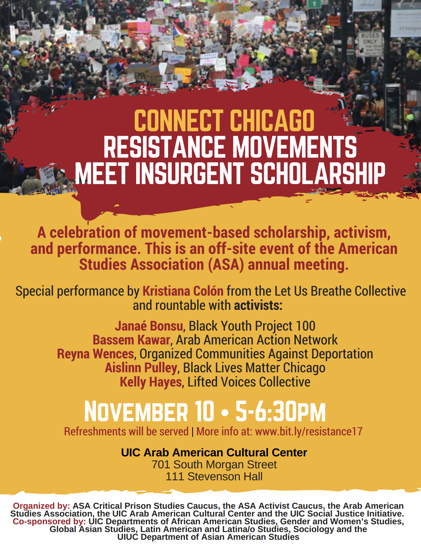 CONNECT CHICAGO
RESISTANCE MOVEMENTS
MEET INSURGENT SCHOLARSHIP
A celebration of movement-based scholarship, activism,
and performance. This is an off-site event of the American
Studies Association (ASA) annual meeting.
Special performance by Kristiana Colón from the Let Us Breathe Collective
and rountable with activists:
Janaé Bonsu, Black Youth Project 100
Bassem Kawar, Arab American Action Network
Reyna Wences, Organized Communities Against Deportation
Aislinn Pulley, Black Lives Matter Chicago
Kelly Hayes, Lifted Voices Collective
NOVEMBER 10 • 5-6:30PM
Refreshments will be served | More info at: www.bit.ly/resistance17
UIC Arab American Cultural Center
701 South Morgan Street
111 Stevenson Hall
Organized by: ASA Critical Prison Studies Caucus, the ASA Activist Caucus, the Arab American
Studies Association, the UIC Arab American Cultural Center and the UIC Social Justice Initiative.
Co-sponsored by: UIC Departments of African American Studies, Gender and Women's Studies,
Global Asian Studies, Latin American and Latina/o Studies, Sociology and the
UIUC Department of Asian American Studies